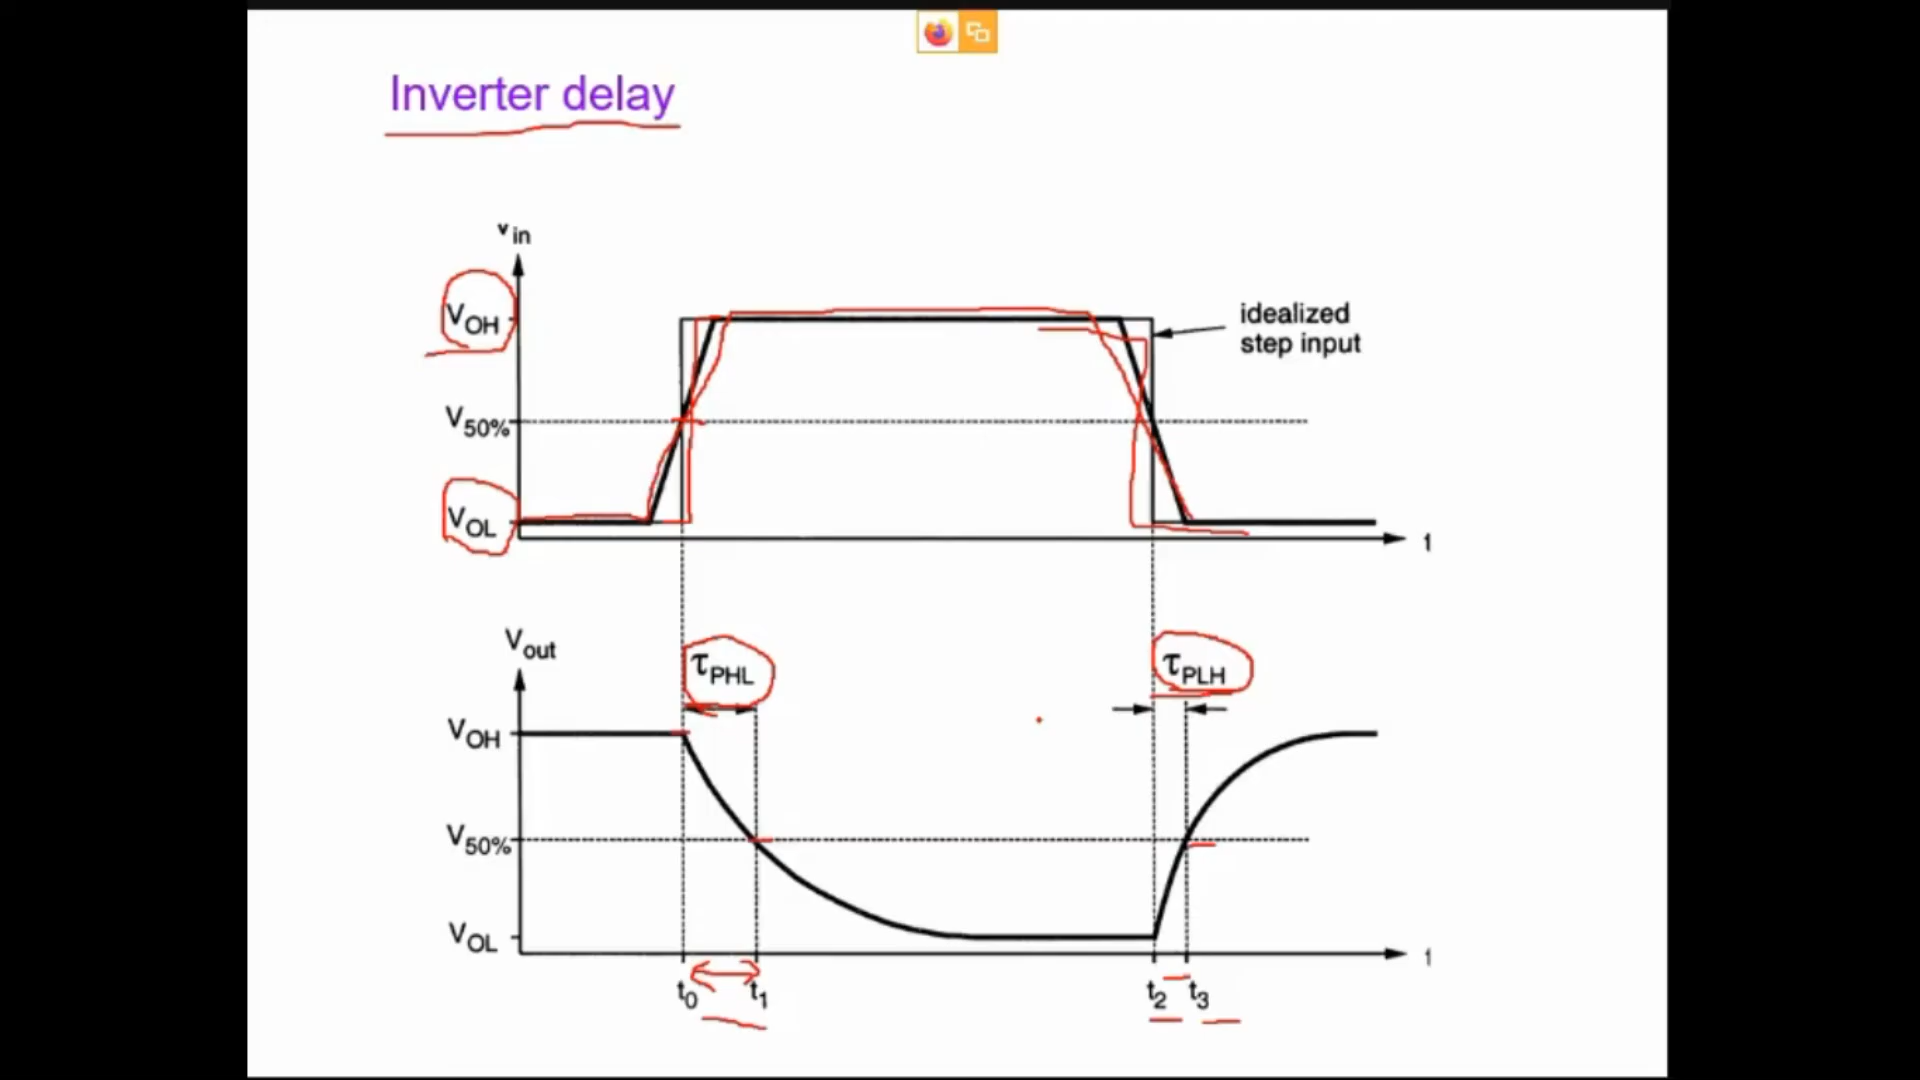 Inverter delay
Vin
VOH
idealized
step input
V50%
VOL
t
Vout
τPHL
τPLH
VOH
V50%
VOL
t
t0 t1 t2 t3